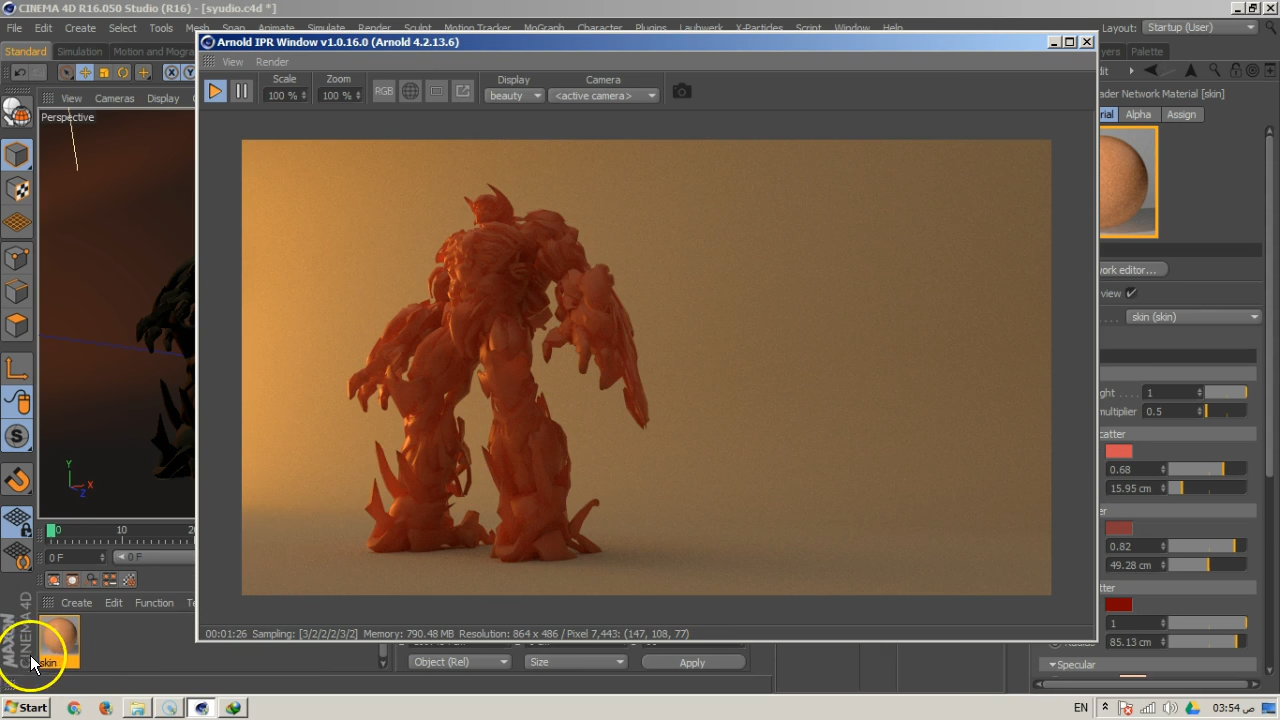 CINEMA 4D R16.050 Studio (R16) - [syudio.c4d *]
File Edit Create Select Tools Mesh Snap Animate Simulate Render Sculpt Motion Tracker MoGraph Character Plugins Luxwork X-Particles Script Window Help
Layout: Startup (User)
Standard Simulation Motion and Mogra
yers Palette
Arnold IPR Window v1.0.16.0 (Arnold 4.2.13.6)
View Render
Scale Zoom Display Camera
100 % 100 % RGB beauty <active camera>
View Cameras Display
dit
ader Network Material [skin]
Perspective
rial Alpha Assign
ork editor...
view
skin (skin)
ght 1
multiplier 0.5
catter
0.68
15.95 cm
er
0.82
49.28 cm
tter
1
85.13 cm
Specular
Y
X
Z
0 10 20
0 F 0 F
Create Edit Function Te
MAXON CINEMA 4D
skin
00:01:26 Sampling: [3/2/2/2/3/2] Memory: 790.48 MB Resolution: 864 x 486 / Pixel 7,443: (147, 108, 77)
Object (Rel) Size Apply
Start
EN
03:54 ص